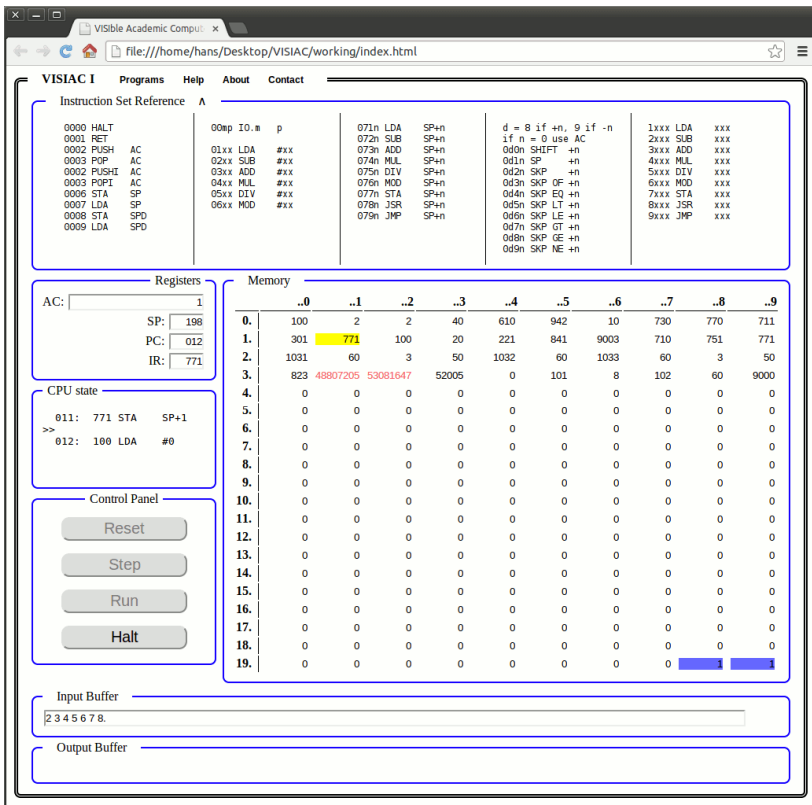 VISIble Academic Comput
file:///home/hans/Desktop/VISIAC/working/index.html
VISIAC I Programs Help About Contact
Instruction Set Reference ∧
0000 HALT
0001 RET
0002 PUSH AC
0003 POP AC
0002 PUSHI AC
0003 POPI AC
0006 STA SP
0007 LDA SP
0008 STA SPD
0009 LDA SPD
00mp IO.m p
01xx LDA #xx
02xx SUB #xx
03xx ADD #xx
04xx MUL #xx
05xx DIV #xx
06xx MOD #xx
071n LDA SP+n
072n SUB SP+n
073n ADD SP+n
074n MUL SP+n
075n DIV SP+n
076n MOD SP+n
077n STA SP+n
078n JSR SP+n
079n JMP SP+n
d = 8 if +n, 9 if -n
if n = 0 use AC
0d0n SHIFT +n
0d1n SP +n
0d2n SKP +n
0d3n SKP OF +n
0d4n SKP EQ +n
0d5n SKP LT +n
0d6n SKP LE +n
0d7n SKP GT +n
0d8n SKP GE +n
0d9n SKP NE +n
1xxx LDA xxx
2xxx SUB xxx
3xxx ADD xxx
4xxx MUL xxx
5xxx DIV xxx
6xxx MOD xxx
7xxx STA xxx
8xxx JSR xxx
9xxx JMP xxx
Registers
AC: 1
SP: 198
PC: 012
IR: 771
CPU state
011: 771 STA SP+1
>>
012: 100 LDA #0
Control Panel
Reset
Step
Run
Halt
Memory
..0 ..1 ..2 ..3 ..4 ..5 ..6 ..7 ..8 ..9
0. 100 2 2 40 610 942 10 730 770 711
1. 301 771 100 20 221 841 9003 710 751 771
2. 1031 60 3 50 1032 60 1033 60 3 50
3. 823 48807205 53081647 52005 0 101 8 102 60 9000
4. 0 0 0 0 0 0 0 0 0 0
5. 0 0 0 0 0 0 0 0 0 0
6. 0 0 0 0 0 0 0 0 0 0
7. 0 0 0 0 0 0 0 0 0 0
8. 0 0 0 0 0 0 0 0 0 0
9. 0 0 0 0 0 0 0 0 0 0
10. 0 0 0 0 0 0 0 0 0 0
11. 0 0 0 0 0 0 0 0 0 0
12. 0 0 0 0 0 0 0 0 0 0
13. 0 0 0 0 0 0 0 0 0 0
14. 0 0 0 0 0 0 0 0 0 0
15. 0 0 0 0 0 0 0 0 0 0
16. 0 0 0 0 0 0 0 0 0 0
17. 0 0 0 0 0 0 0 0 0 0
18. 0 0 0 0 0 0 0 0 0 0
19. 0 0 0 0 0 0 0 0 1 1
Input Buffer
2 3 4 5 6 7 8.
Output Buffer